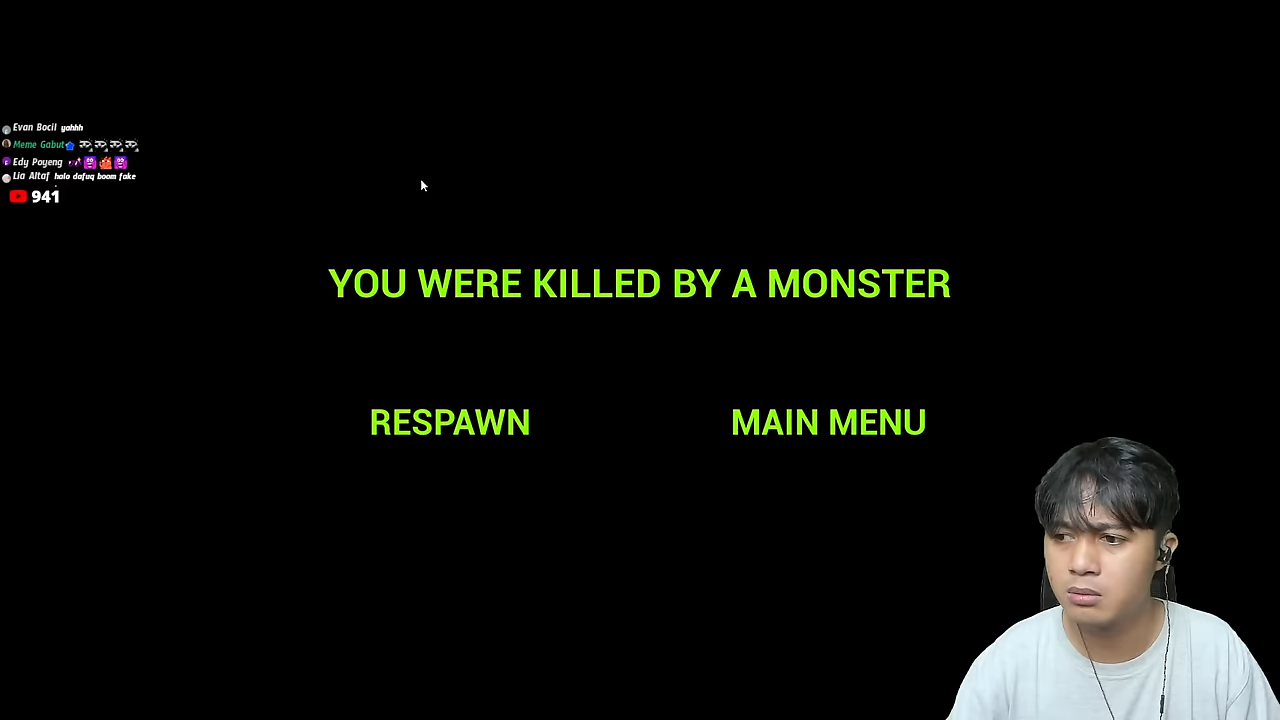 Evan Bocil yahhh
Meme Gabut
Edy Poyeng
Lia Altaf halo dafuq boom fake
941
YOU WERE KILLED BY A MONSTER
RESPAWN
MAIN MENU